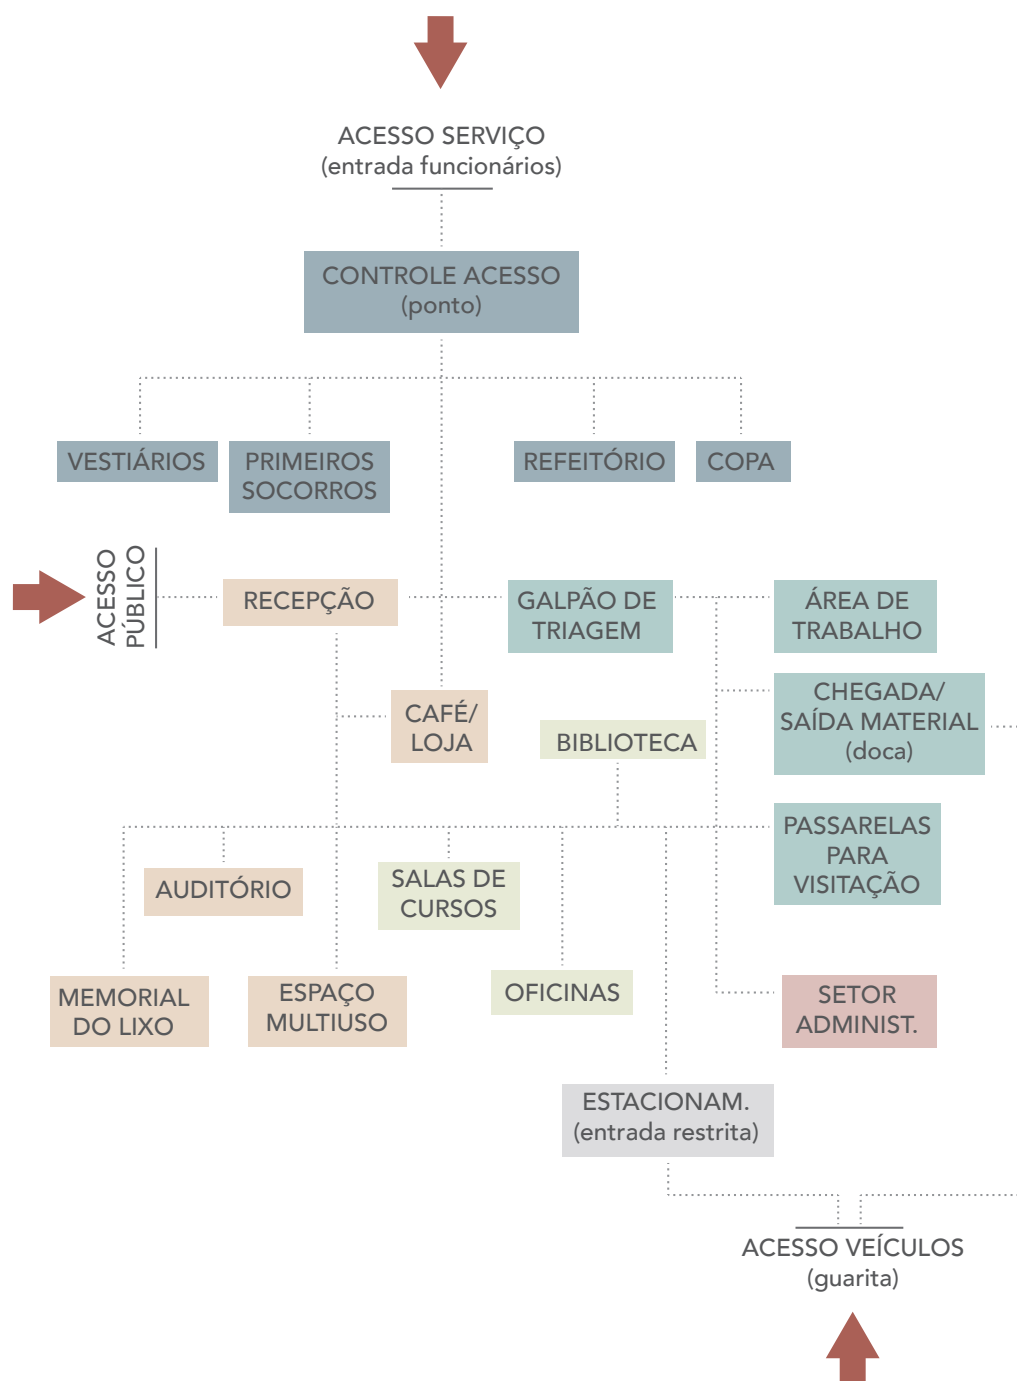 ACESSO SERVIÇO
(entrada funcionários)
CONTROLE ACESSO
(ponto)
VESTIÁRIOS
PRIMEIROS
SOCORROS
REFEITÓRIO
COPA
ACESSO
PÚBLICO
RECEPÇÃO
GALPÃO DE
TRIAGEM
ÁREA DE
TRABALHO
CAFÉ/
LOJA
BIBLIOTECA
CHEGADA/
SAÍDA MATERIAL
(doca)
PASSARELAS
PARA
VISITAÇÃO
AUDITÓRIO
SALAS DE
CURSOS
MEMORIAL
DO LIXO
ESPAÇO
MULTIUSO
OFICINAS
SETOR
ADMINIST.
ESTACIONAM.
(entrada restrita)
ACESSO VEÍCULOS
(guarita)